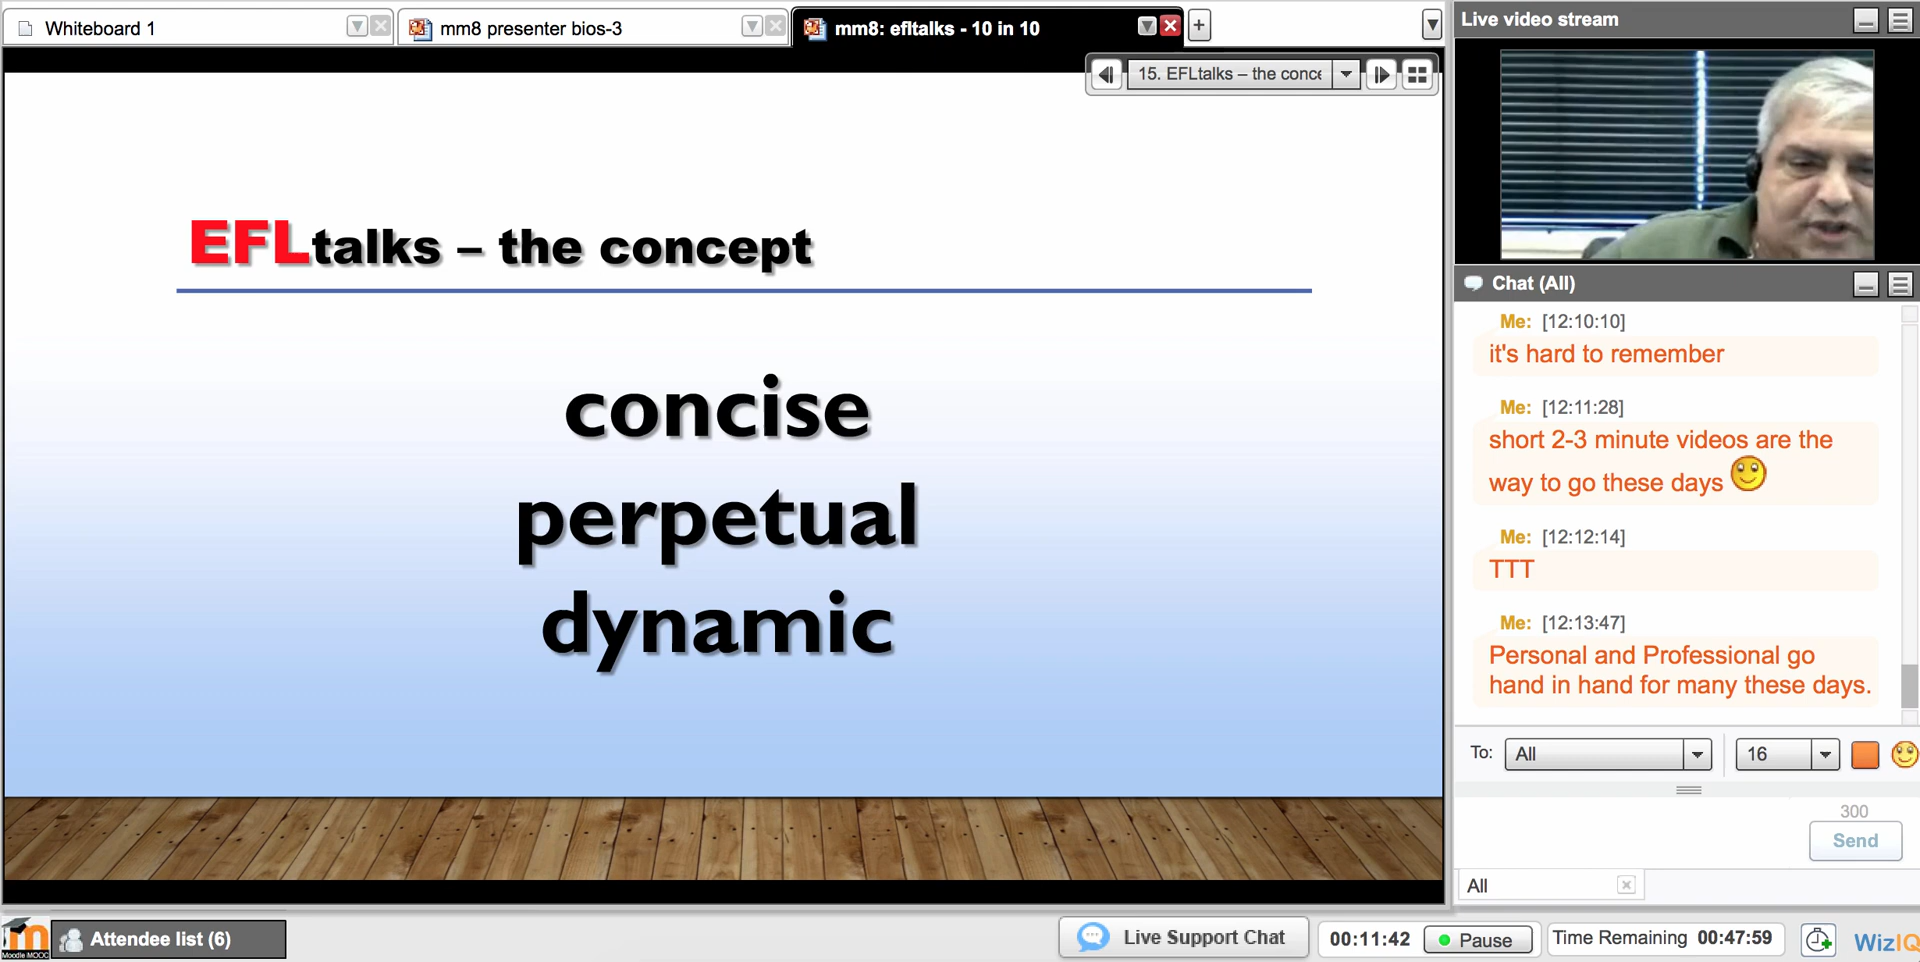 Whiteboard 1
mm8 presenter bios-3
mm8: efltalks - 10 in 10
+
15. EFLtalks – the conce
EFLtalks – the concept
concise
perpetual
dynamic
Live video stream
Chat (All)
Me: [12:10:10]
it's hard to remember
Me: [12:11:28]
short 2-3 minute videos are the
way to go these days
Me: [12:12:14]
TTT
Me: [12:13:47]
Personal and Professional go
hand in hand for many these days.
To: All 16
300
Send
All
m
Moodle MOOC
Attendee list (6)
Live Support Chat
00:11:42
Pause
Time Remaining 00:47:59
WizIQ